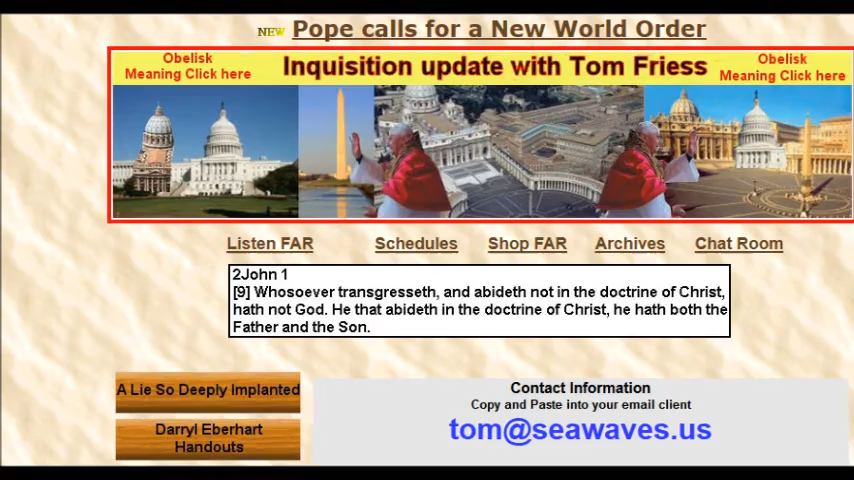 NEW Pope calls for a New World Order
Obelisk
Meaning Click here
Inquisition update with Tom Friess
Obelisk
Meaning Click here
Listen FAR Schedules Shop FAR Archives Chat Room
2John 1
[9] Whosoever transgresseth, and abideth not in the doctrine of Christ,
hath not God. He that abideth in the doctrine of Christ, he hath both the
Father and the Son.
A Lie So Deeply Implanted
Darryl Eberhart
Handouts
Contact Information
Copy and Paste into your email client
tom@seawaves.us